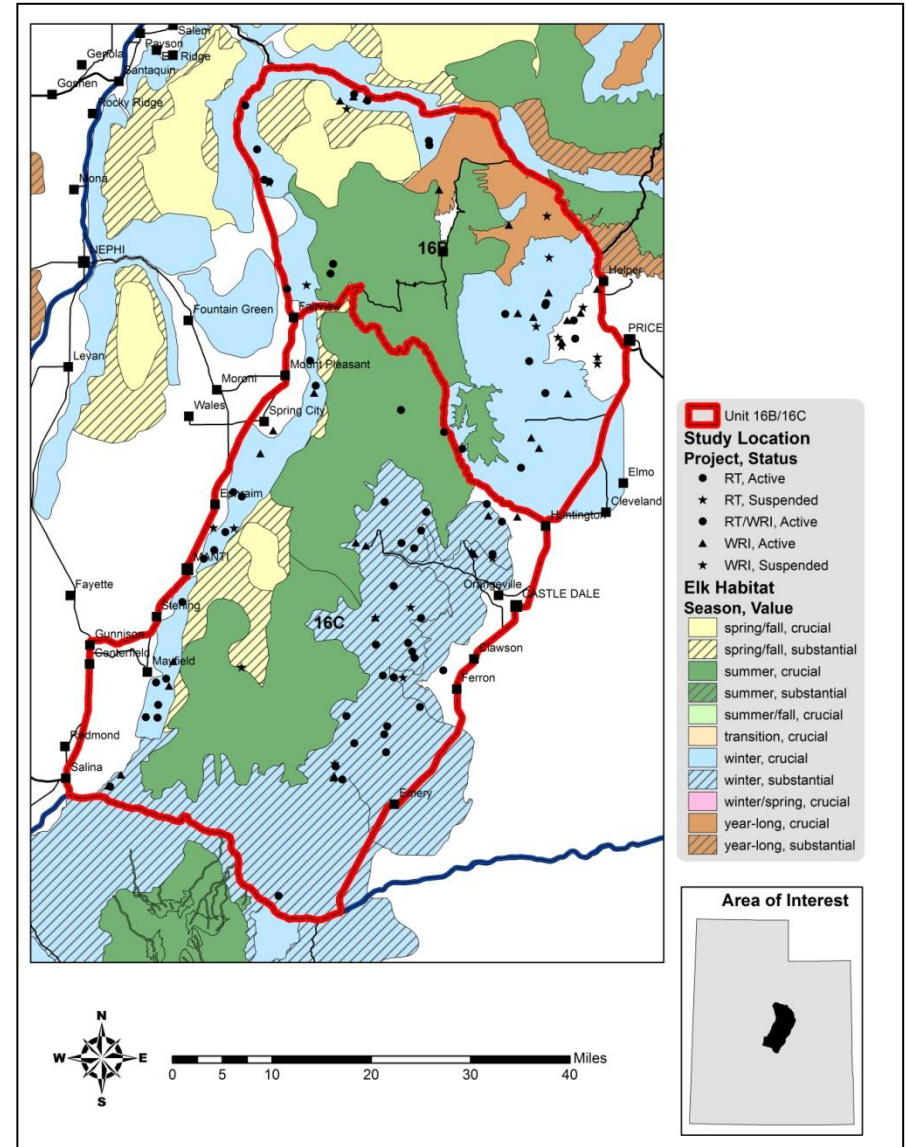 Salem
Payson
Elk Ridge
Genola
Santaquin
Goshen
Rocky Ridge
Mona
NEPHI
16B
Helper
Fountain Green
Fairview
PRICE
Levan
Mount Pleasant
Moroni
Wales
Spring City
Elmo
Ephraim
Cleveland
Huntington
MANTI
Orangeville
Fayette
CASTLE DALE
Sterling
16C
Gunnison
Centerfield
Mayfield
Clawson
Ferron
Redmond
Salina
Emery
Unit 16B/16C
Study Location
Project, Status
RT, Active
RT, Suspended
RT/WRI, Active
WRI, Active
WRI, Suspended
Elk Habitat
Season, Value
spring/fall, crucial
spring/fall, substantial
summer, crucial
summer, substantial
summer/fall, crucial
transition, crucial
winter, crucial
winter, substantial
winter/spring, crucial
year-long, crucial
year-long, substantial
Area of Interest
N
W
E
S
Miles
0 5 10 20 30 40